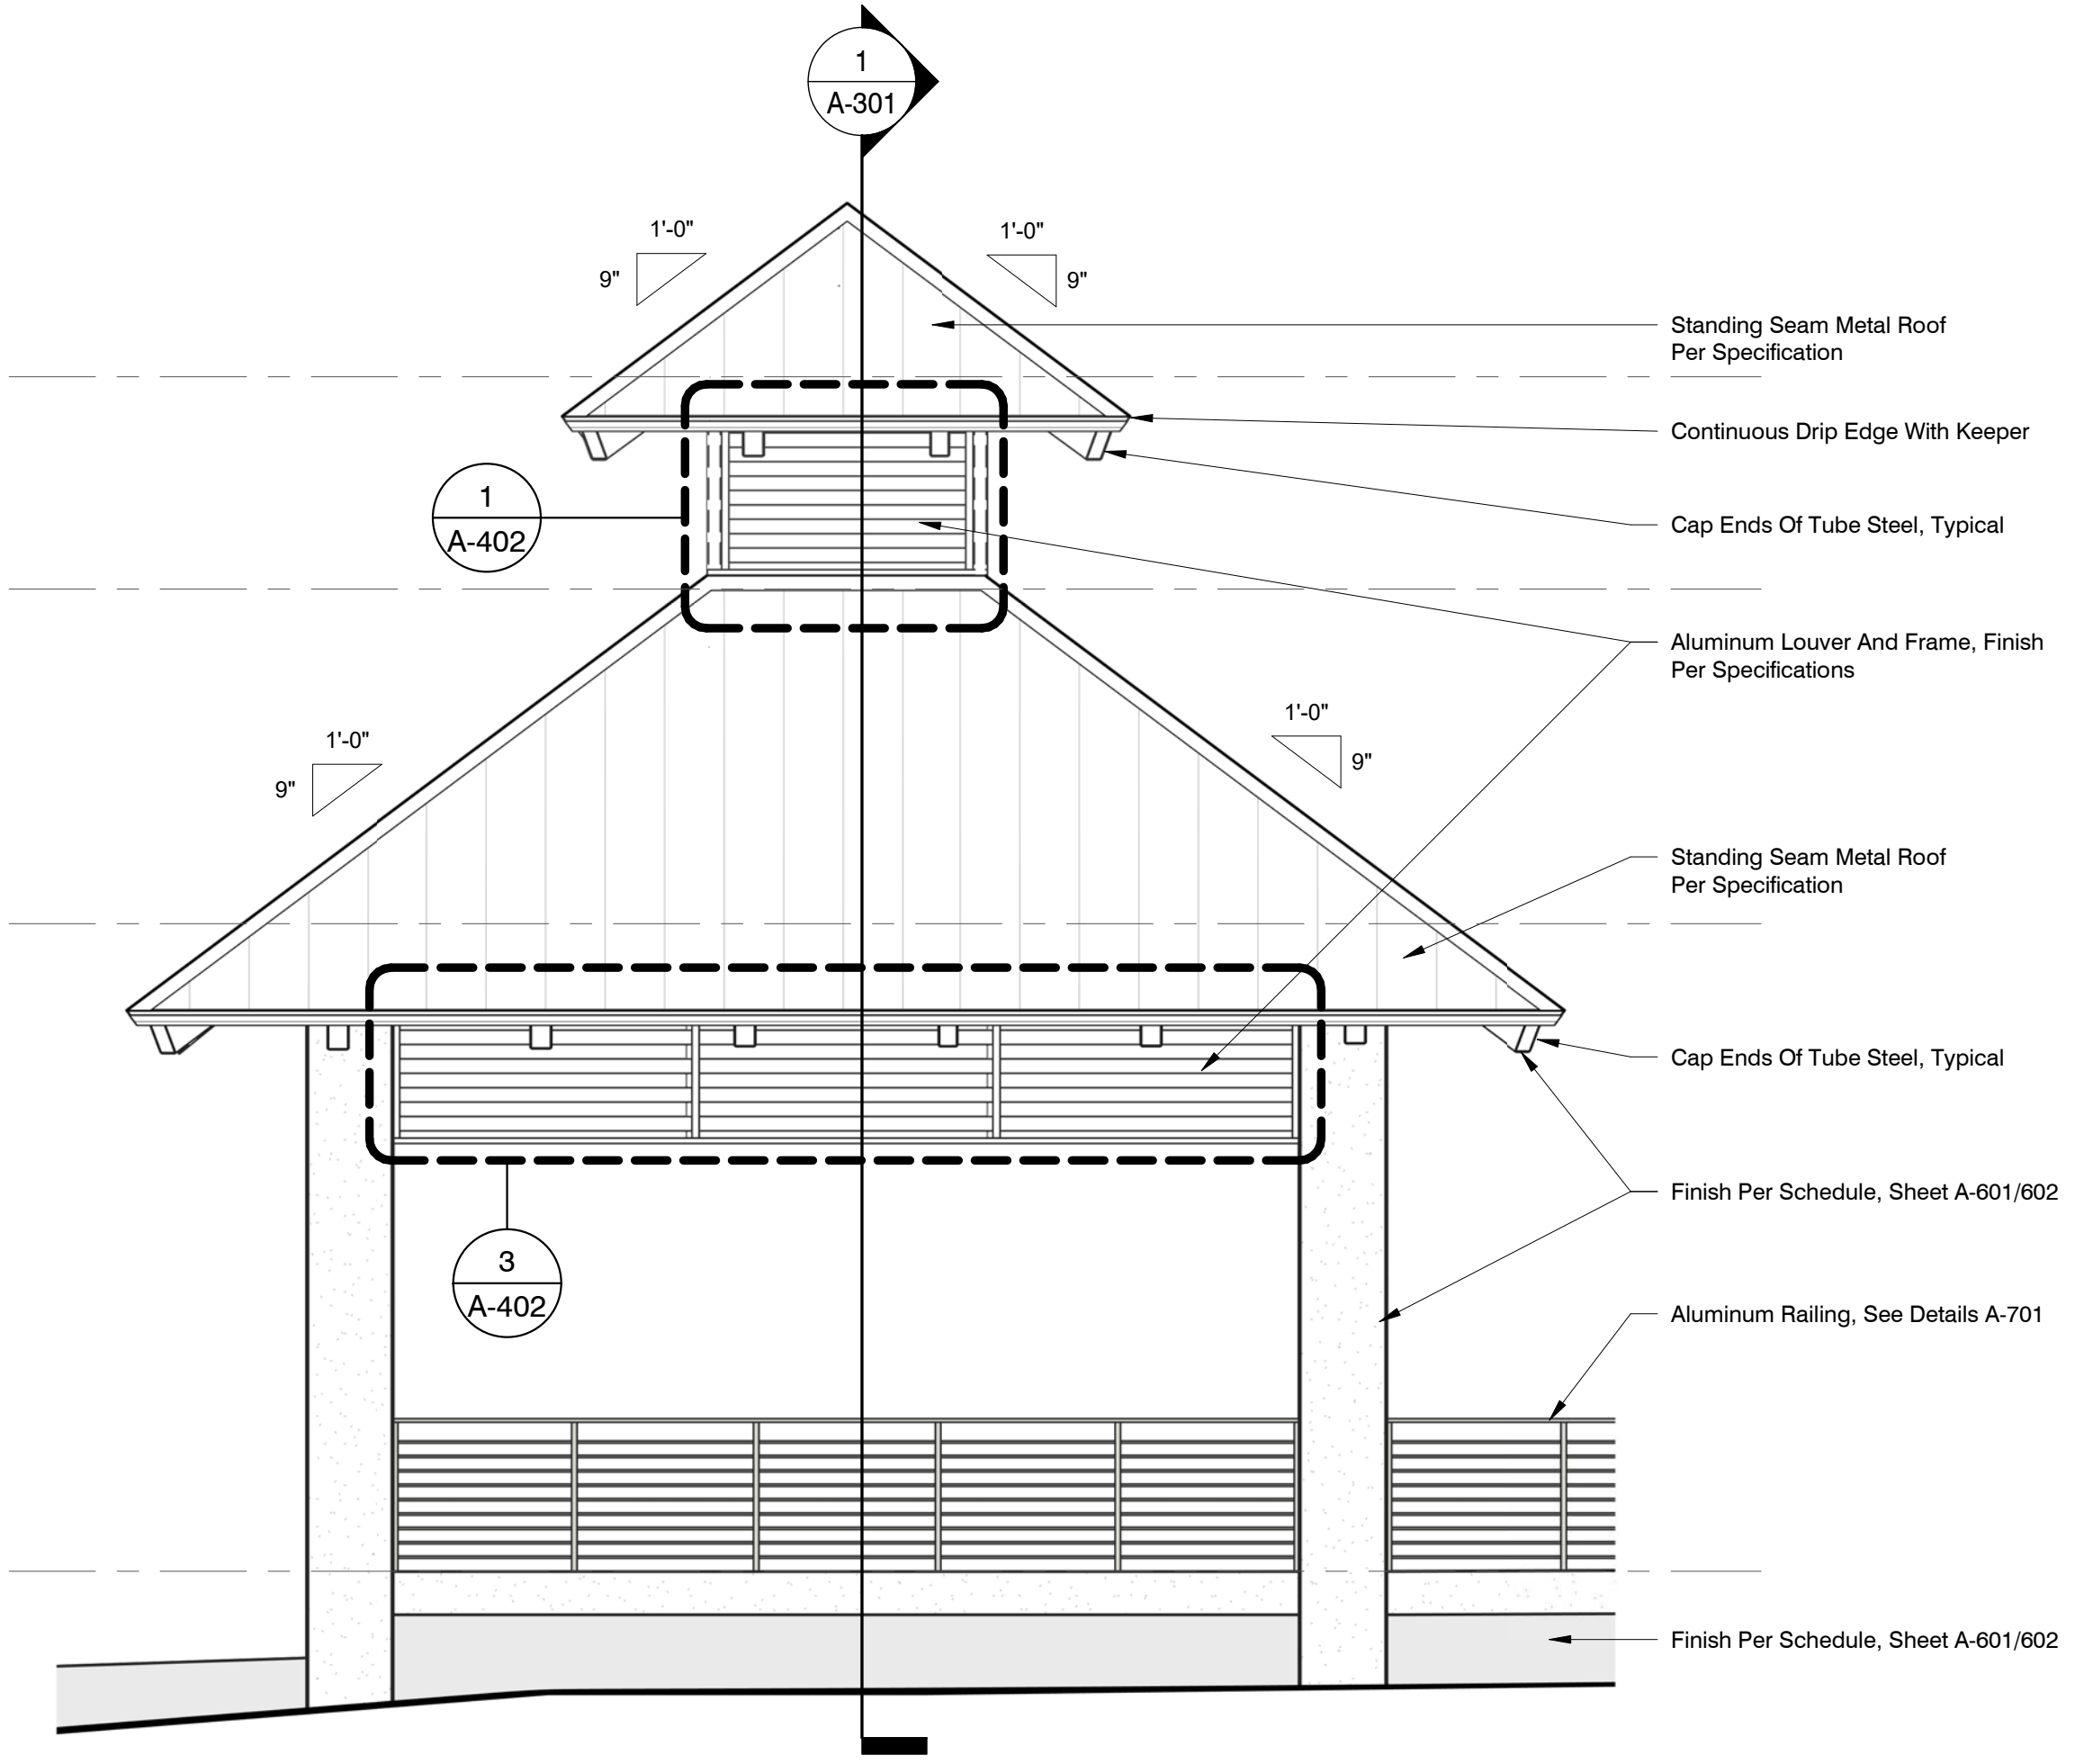 1
A-301
1'-0"
9"
1'-0"
9"
Standing Seam Metal Roof
Per Specification
Continuous Drip Edge With Keeper
1
A-402
Cap Ends Of Tube Steel, Typical
Aluminum Louver And Frame, Finish
Per Specifications
1'-0"
9"
1'-0"
9"
Standing Seam Metal Roof
Per Specification
Cap Ends Of Tube Steel, Typical
Finish Per Schedule, Sheet A-601/602
3
A-402
Aluminum Railing, See Details A-701
Finish Per Schedule, Sheet A-601/602